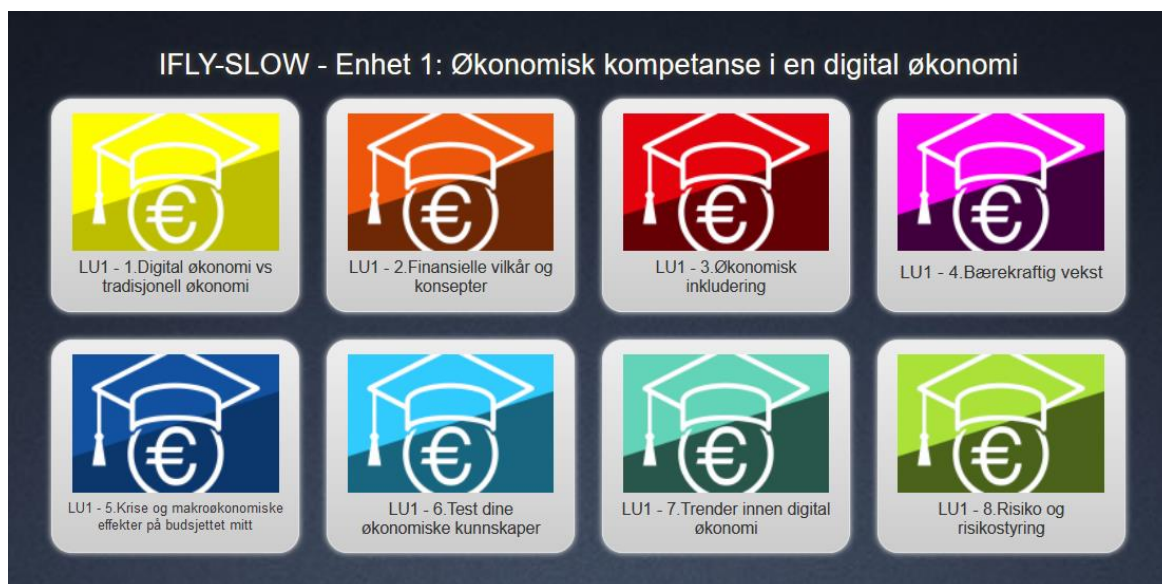 IFLY-SLOW - Enhet 1: Økonomisk kompetanse i en digital økonomi
LU1 - 1.Digital økonomi vs
tradisjonell økonomi
LU1 - 2.Finansielle vilkår og
konsepter
LU1 - 3.Økonomisk
inkludering
LU1 - 4.Bærekraftig vekst
LU1 - 5.Krise og makroøkonomiske
effekter på budsjettet mitt
LU1 - 6.Test dine
økonomiske kunnskaper
LU1 - 7.Trender innen digital
økonomi
LU1 - 8.Risiko og
risikostyring